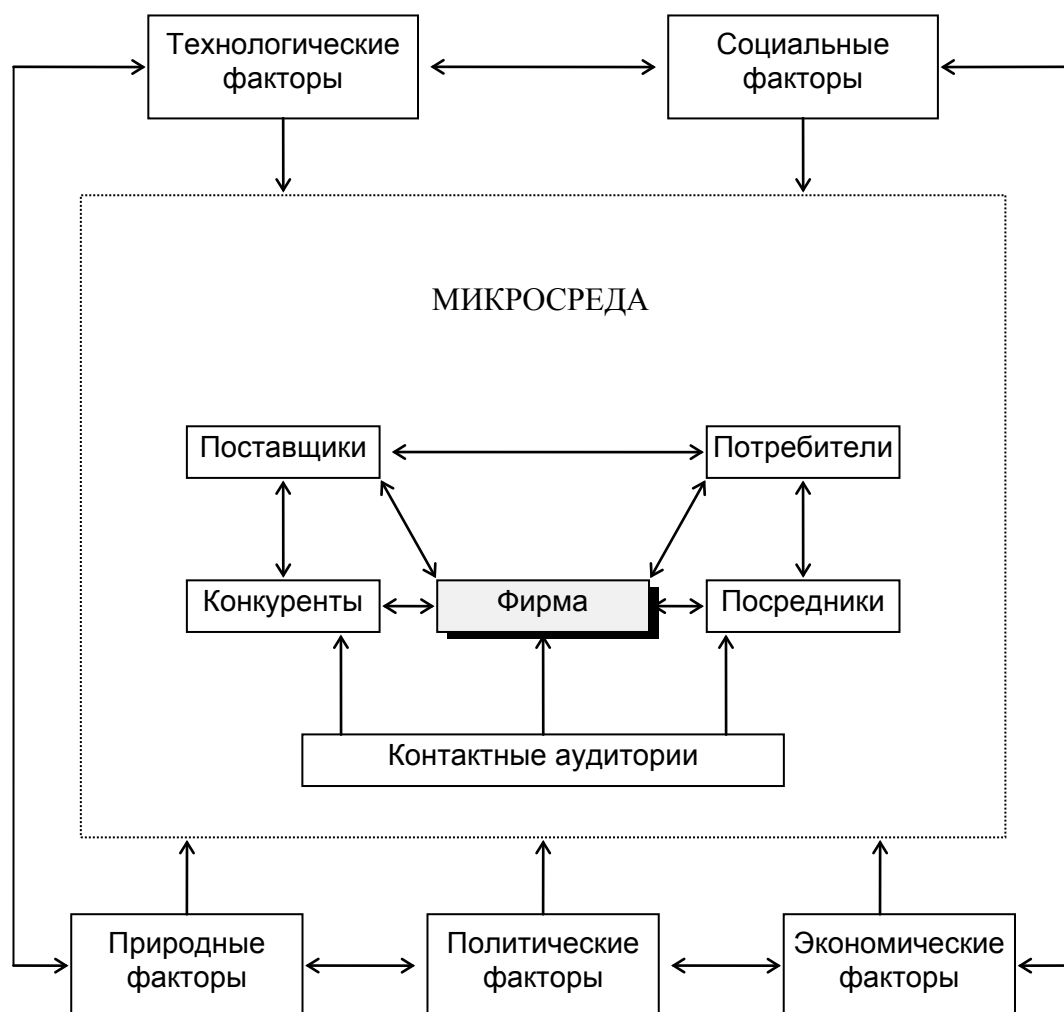 Технологические
факторы
Социальные
факторы
МИКРОСРЕДА
Поставщики
Потребители
Конкуренты
Фирма
Посредники
Контактные аудитории
Природные
факторы
Политические
факторы
Экономические
факторы